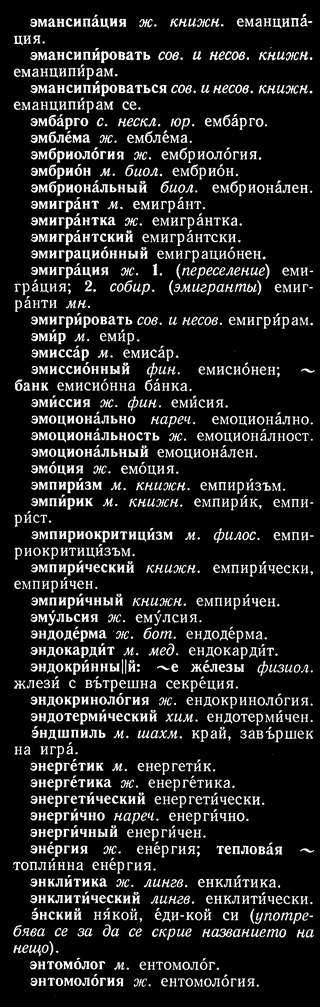 эмансипа́ция ж. книжн. еманципа́-
ция.
эмансипи́ровать сов. и несов. книжн.
еманципи́рам.
эмансипи́роваться сов. и несов. книжн.
еманципи́рам се.
эмба́рго с. нескл. юр. емба́рго.
эмбле́ма ж.ембле́ма.
эмбриоло́гия ж. ембриоло́гия.
эмбрио́н м. биол. ембрио́н.
эмбриона́льный биол. ембриона́лен.
эмигра́нт м. емигра́нт.
эмигра́нтка ж. емигра́нтка.
эмигра́нтский емигра́нтски.
эмиграцио́нный емиграцио́нен.
эмигра́ция ж. 1. (переселение) еми-
гра́ция; 2. собир. (эмигранты) емиг-
ра́нти мн.
эмигри́ровать сов. и несов. емигри́рам.
эми́р м. еми́р.
эмисса́р м. емиса́р.
эмиссио́нный фин. емисио́нен; ~
банк емисио́нна ба́нка.
эми́ссия ж. фин. еми́сия.
эмоциона́льно нареч. емоциона́лно.
эмоциона́льность ж. емоциона́лност.
эмоциона́льный емоциона́лен.
эмо́ция ж. емо́ция.
эмпири́зм м. книжн. емпири́зъм.
эмпи́рик м. книжн. емпири́к, емпи-
ри́ст.
эмпириокритици́зм м. филос. емпи-
риокритици́зъм.
эмпири́ческий книжн. емпири́чески,
емпири́чен.
эмпири́чный книжн. емпири́чен.
эму́льсия ж. ему́лсия.
эндоде́рма ж. бот. ендоде́рма.
эндокарди́т м. мед. ендокарди́т.
эндокри́нны||й: ~е же́лезы физиол.
жлези́ с въ́трешна секре́ция.
эндокриноло́гия ж. ендокриноло́гия.
эндотерми́ческий хим. ендотерми́чен.
э́ндшпиль м. шахм. край, завъ́ршек
на игра́.
энерге́тик м. енергети́к.
энерге́тика ж. енерге́тика.
энергети́ческий енергети́чески.
энерги́чно нареч. енерги́чно.
энерги́чный енерги́чен.
эне́ргия ж. ене́ргия; теплова́я ~
топли́нна ене́ргия.
энкли́тика ж. лингв. енкли́тика.
энклити́ческий лингв. енклити́чески.
э́нский ня́кой, е́ди-кой си (употре-
бява се за да се скрие названието на
нещо).
энтомо́лог м. ентомоло́г.
энтомоло́гия ж. ентомоло́гия.